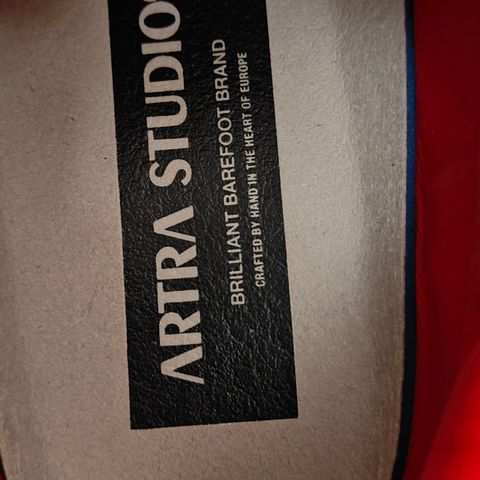 ARTRA STUDIO
BRILLIANT BAREFOOT BRAND
CRAFTED BY HAND IN THE HEART OF EUROPE